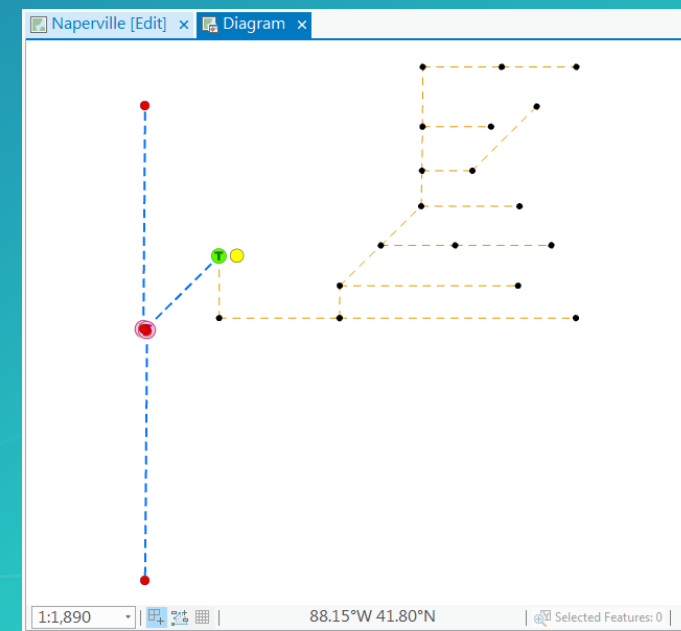 Naperville [Edit] × Diagram ×
T
1:1,890 88.15°W 41.80°N Selected Features: 0